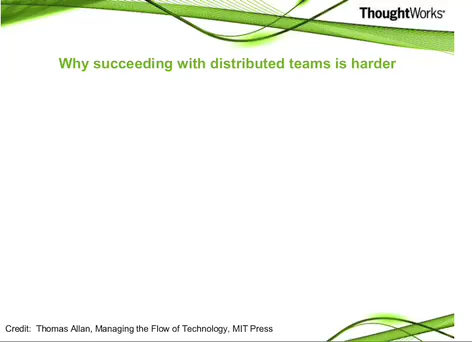 ThoughtWorks®
Why succeeding with distributed teams is harder
Credit: Thomas Allan, Managing the Flow of Technology, MIT Press